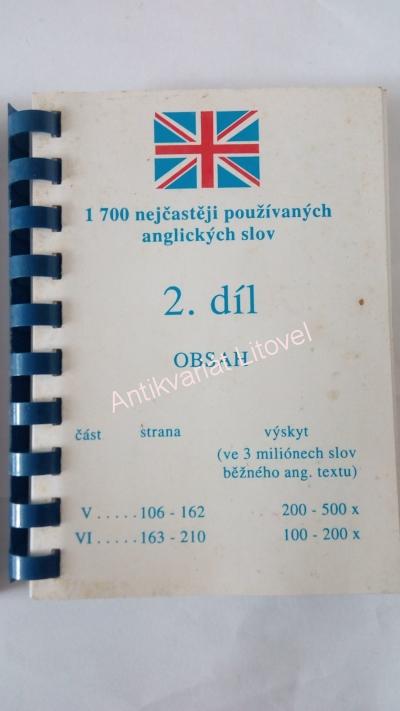 1 700 nejčastěji používaných
anglických slov
2. díl
OBSAH
Antikvariat Litovel
část strana výskyt
(ve 3 miliónech slov
běžného ang. textu)
V.....106 - 162 200 - 500 x
VI.....163 - 210 100 - 200 x